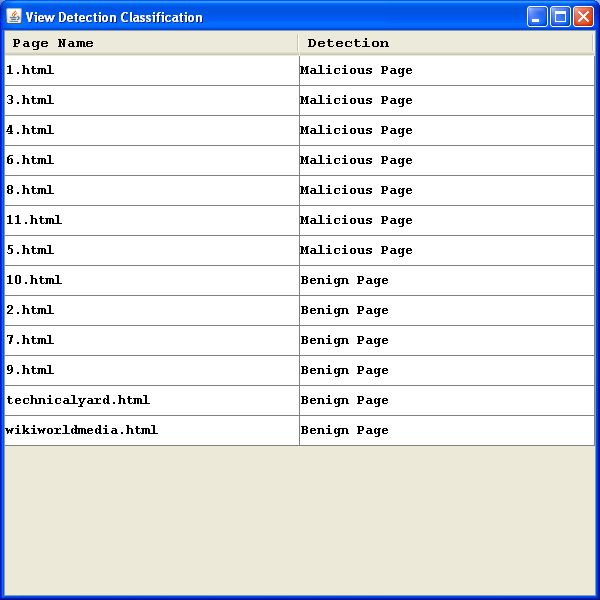 View Detection Classification
Page Name Detection
1.html Malicious Page
3.html Malicious Page
4.html Malicious Page
6.html Malicious Page
8.html Malicious Page
11.html Malicious Page
5.html Malicious Page
10.html Benign Page
2.html Benign Page
7.html Benign Page
9.html Benign Page
technicalyard.html Benign Page
wikiworldmedia.html Benign Page